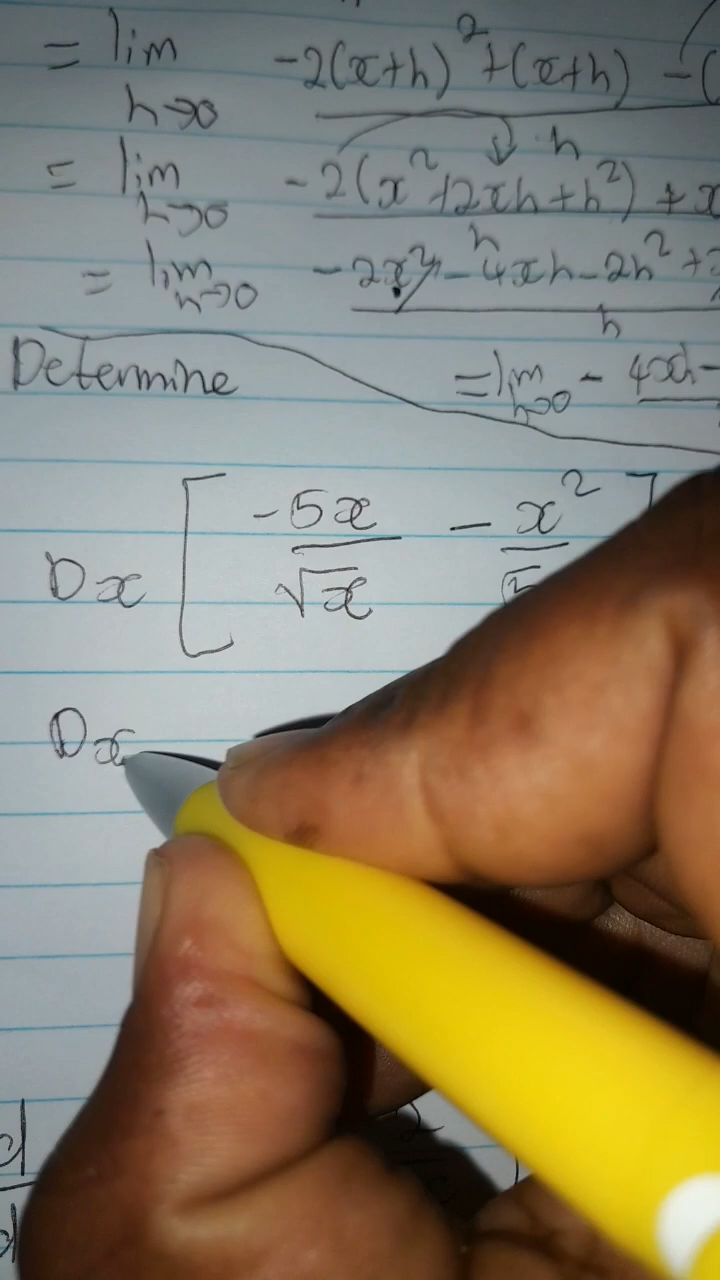 = lim -2(x+h)² + (x+h) - (
h→0 h
= lim -2(x² + 2xh + h²) + x
h→0 h
= lim -2x² - 4xh - 2h² +
h→0 h
Determine = lim - 4xh -
h→0
Dx [ -5x/√x - x²/√5 ]
Dx
d
d